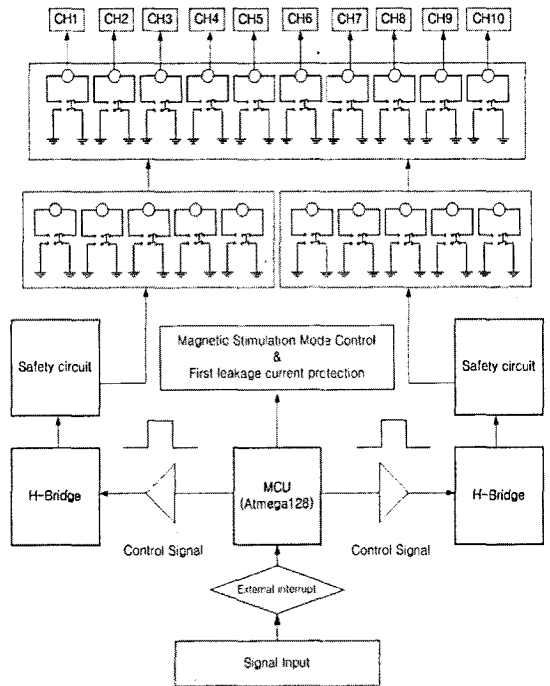 CH1 CH2 CH3 CH4 CH5 CH6 CH7 CH8 CH9 CH10
Magnetic Stimulation Mode Control
&
First leakage current protection
Safety circuit
Safety circuit
H-Bridge
MCU
(Atmega128)
H-Bridge
Control Signal
Control Signal
External interrupt
Signal Input